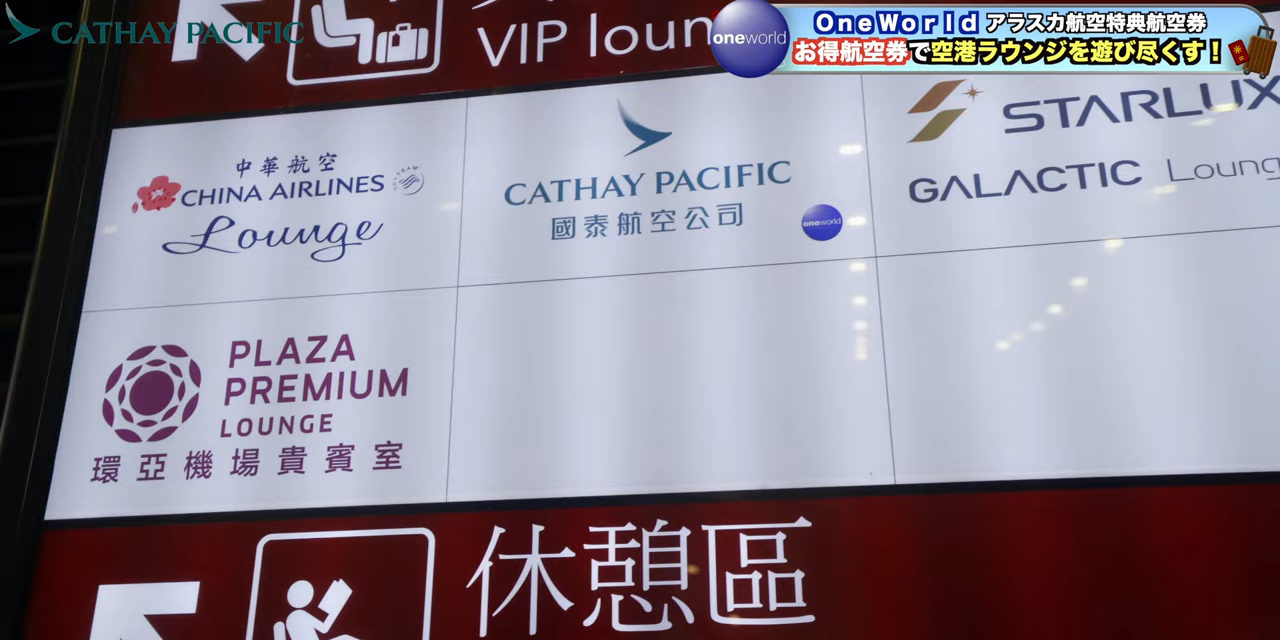 CATHAY PACIFIC
VIP loun
oneworld
OneWorld アラスカ航空特典航空券
お得航空券で空港ラウンジを遊び尽くす!
中華航空
CHINA AIRLINES
Lounge
CATHAY PACIFIC
國泰航空公司
oneworld
STARLUX
GALACTIC Loung
PLAZA
PREMIUM
LOUNGE
環亞機場貴賓室
休憩區